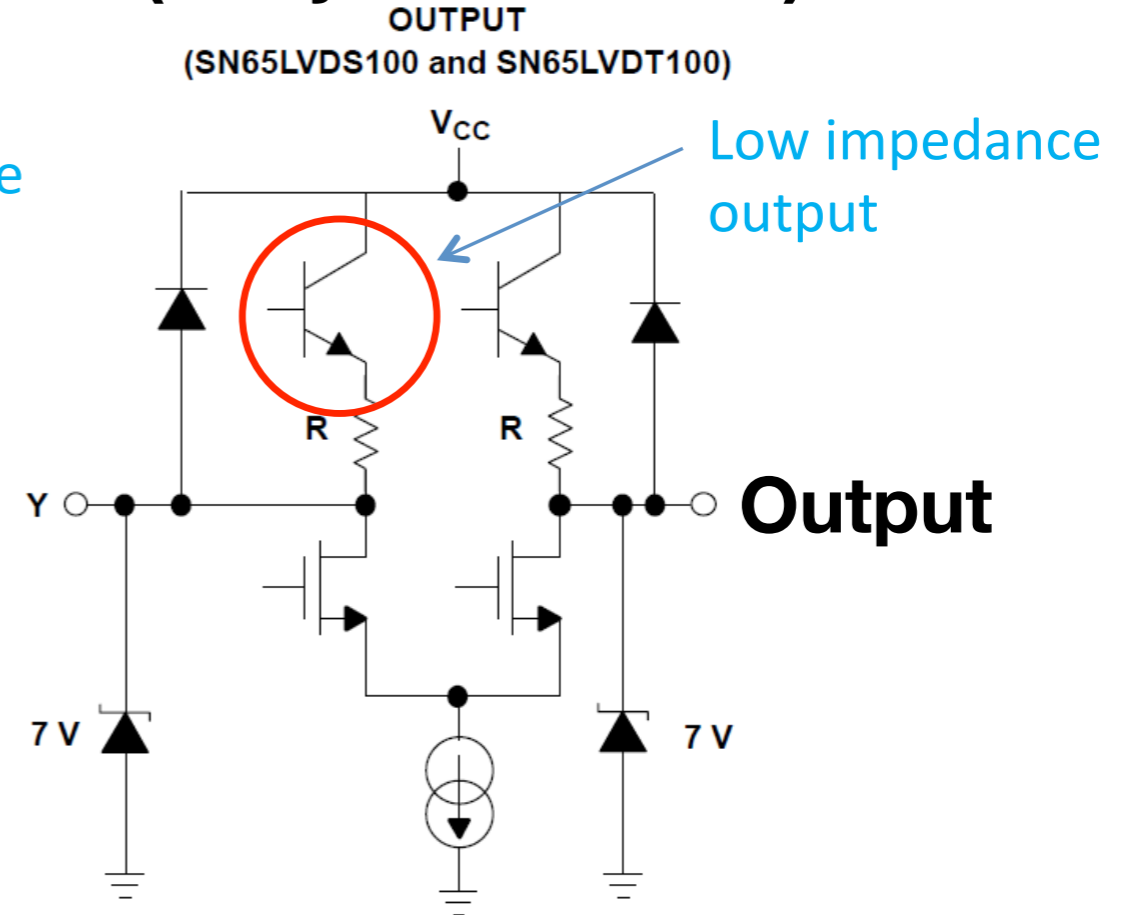 OUTPUT
(SN65LVDS100 and SN65LVDT100)
VCC
Low impedance
output
e
R
R
Y
Output
7 V
7 V